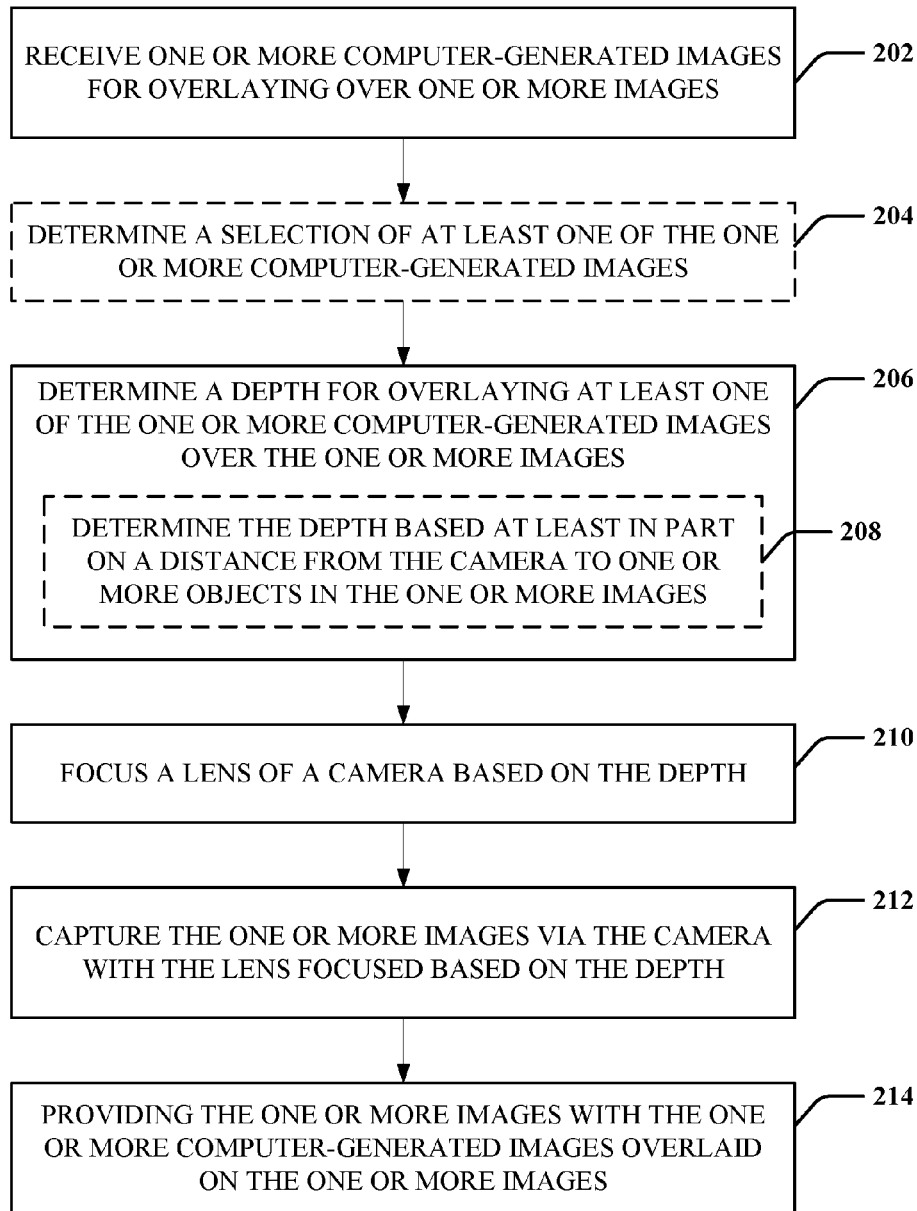 RECEIVE ONE OR MORE COMPUTER-GENERATED IMAGES
FOR OVERLAYING OVER ONE OR MORE IMAGES
202
DETERMINE A SELECTION OF AT LEAST ONE OF THE ONE
OR MORE COMPUTER-GENERATED IMAGES
204
DETERMINE A DEPTH FOR OVERLAYING AT LEAST ONE
OF THE ONE OR MORE COMPUTER-GENERATED IMAGES
OVER THE ONE OR MORE IMAGES
206
DETERMINE THE DEPTH BASED AT LEAST IN PART
ON A DISTANCE FROM THE CAMERA TO ONE OR
MORE OBJECTS IN THE ONE OR MORE IMAGES
208
FOCUS A LENS OF A CAMERA BASED ON THE DEPTH
210
CAPTURE THE ONE OR MORE IMAGES VIA THE CAMERA
WITH THE LENS FOCUSED BASED ON THE DEPTH
212
PROVIDING THE ONE OR MORE IMAGES WITH THE ONE
OR MORE COMPUTER-GENERATED IMAGES OVERLAID
ON THE ONE OR MORE IMAGES
214